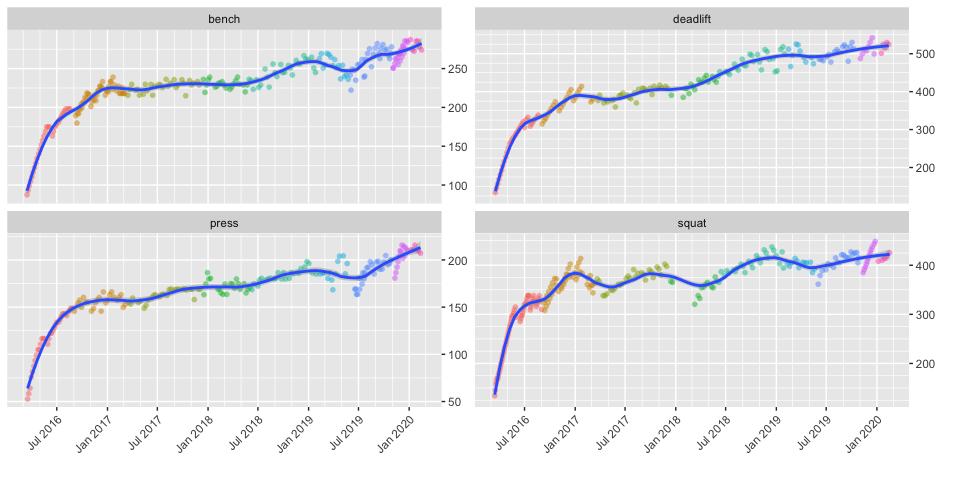 bench
deadlift
250
200
150
100
500
400
300
200
press
squat
200
150
100
50
400
300
200
Jul 2016
Jan 2017
Jul 2017
Jan 2018
Jul 2018
Jan 2019
Jul 2019
Jan 2020
Jul 2016
Jan 2017
Jul 2017
Jan 2018
Jul 2018
Jan 2019
Jul 2019
Jan 2020